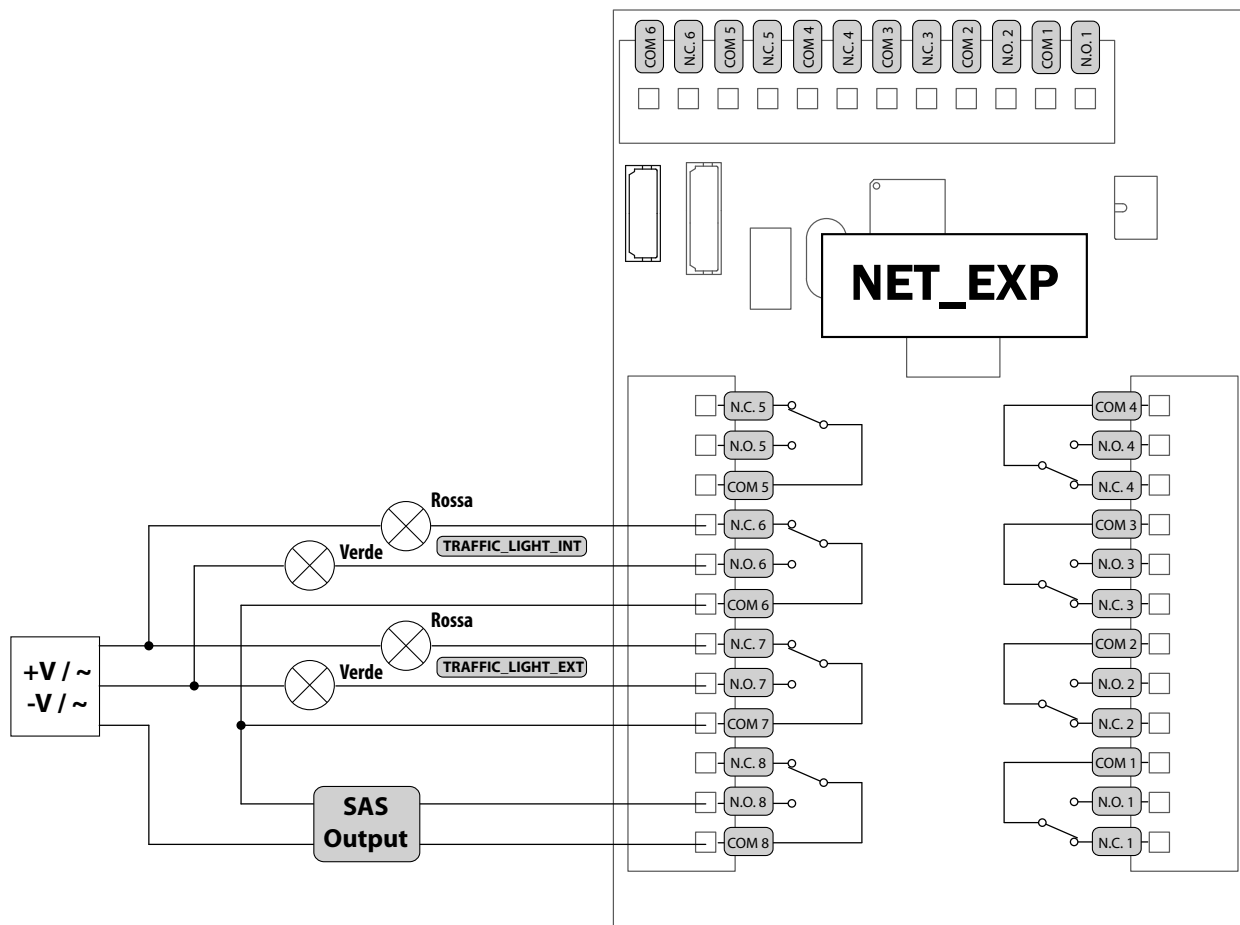 COM 6
N.C. 6
COM 5
N.C. 5
COM 4
N.C. 4
COM 3
N.C. 3
COM 2
N.O. 2
COM 1
N.O. 1
NET_EXP
N.C. 5
N.O. 5
COM 5
N.C. 6
N.O. 6
COM 6
N.C. 7
N.O. 7
COM 7
N.C. 8
N.O. 8
COM 8
COM 4
N.O. 4
N.C. 4
COM 3
N.O. 3
N.C. 3
COM 2
N.O. 2
N.C. 2
COM 1
N.O. 1
N.C. 1
Rossa
TRAFFIC_LIGHT_INT
Verde
Rossa
TRAFFIC_LIGHT_EXT
Verde
+V / ~
-V / ~
SAS
Output